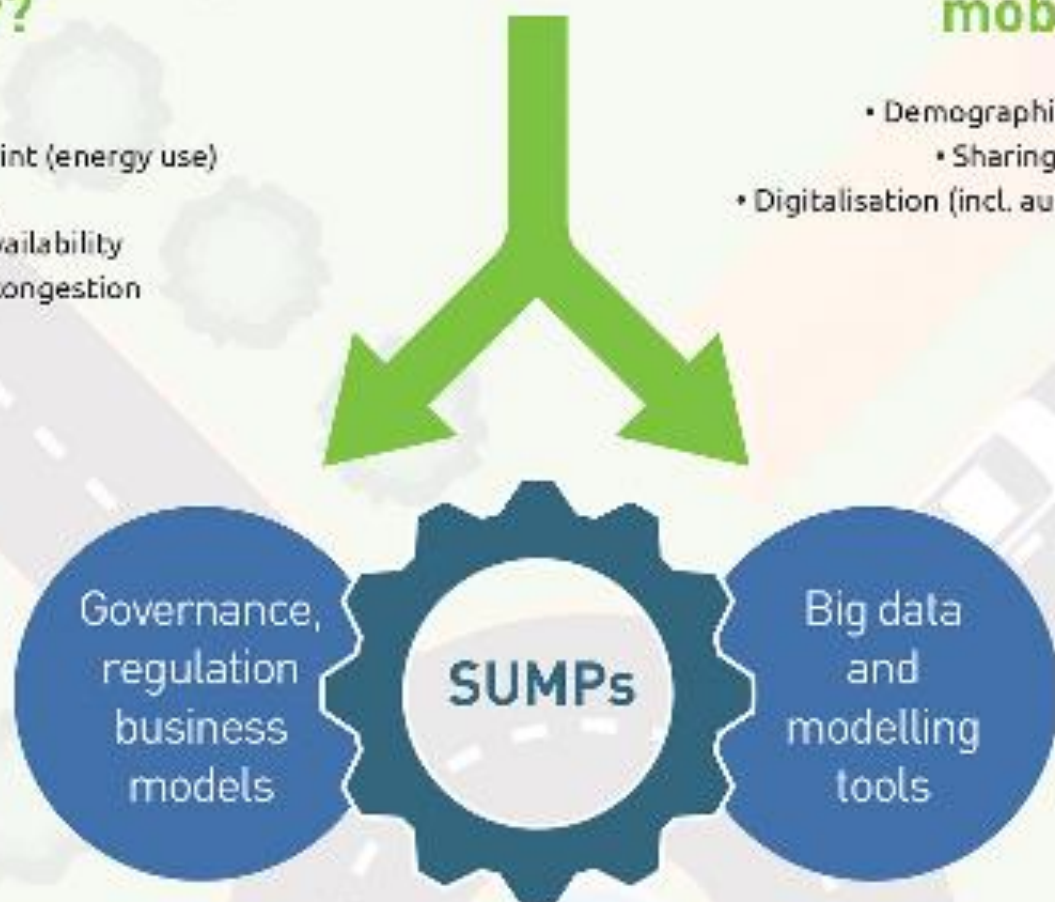 ?
int (energy use)
vailability
congestion
mob
• Demographi
• Sharing
• Digitalisation (incl. au
Governance,
regulation
business
models
SUMPs
Big data
and
modelling
tools